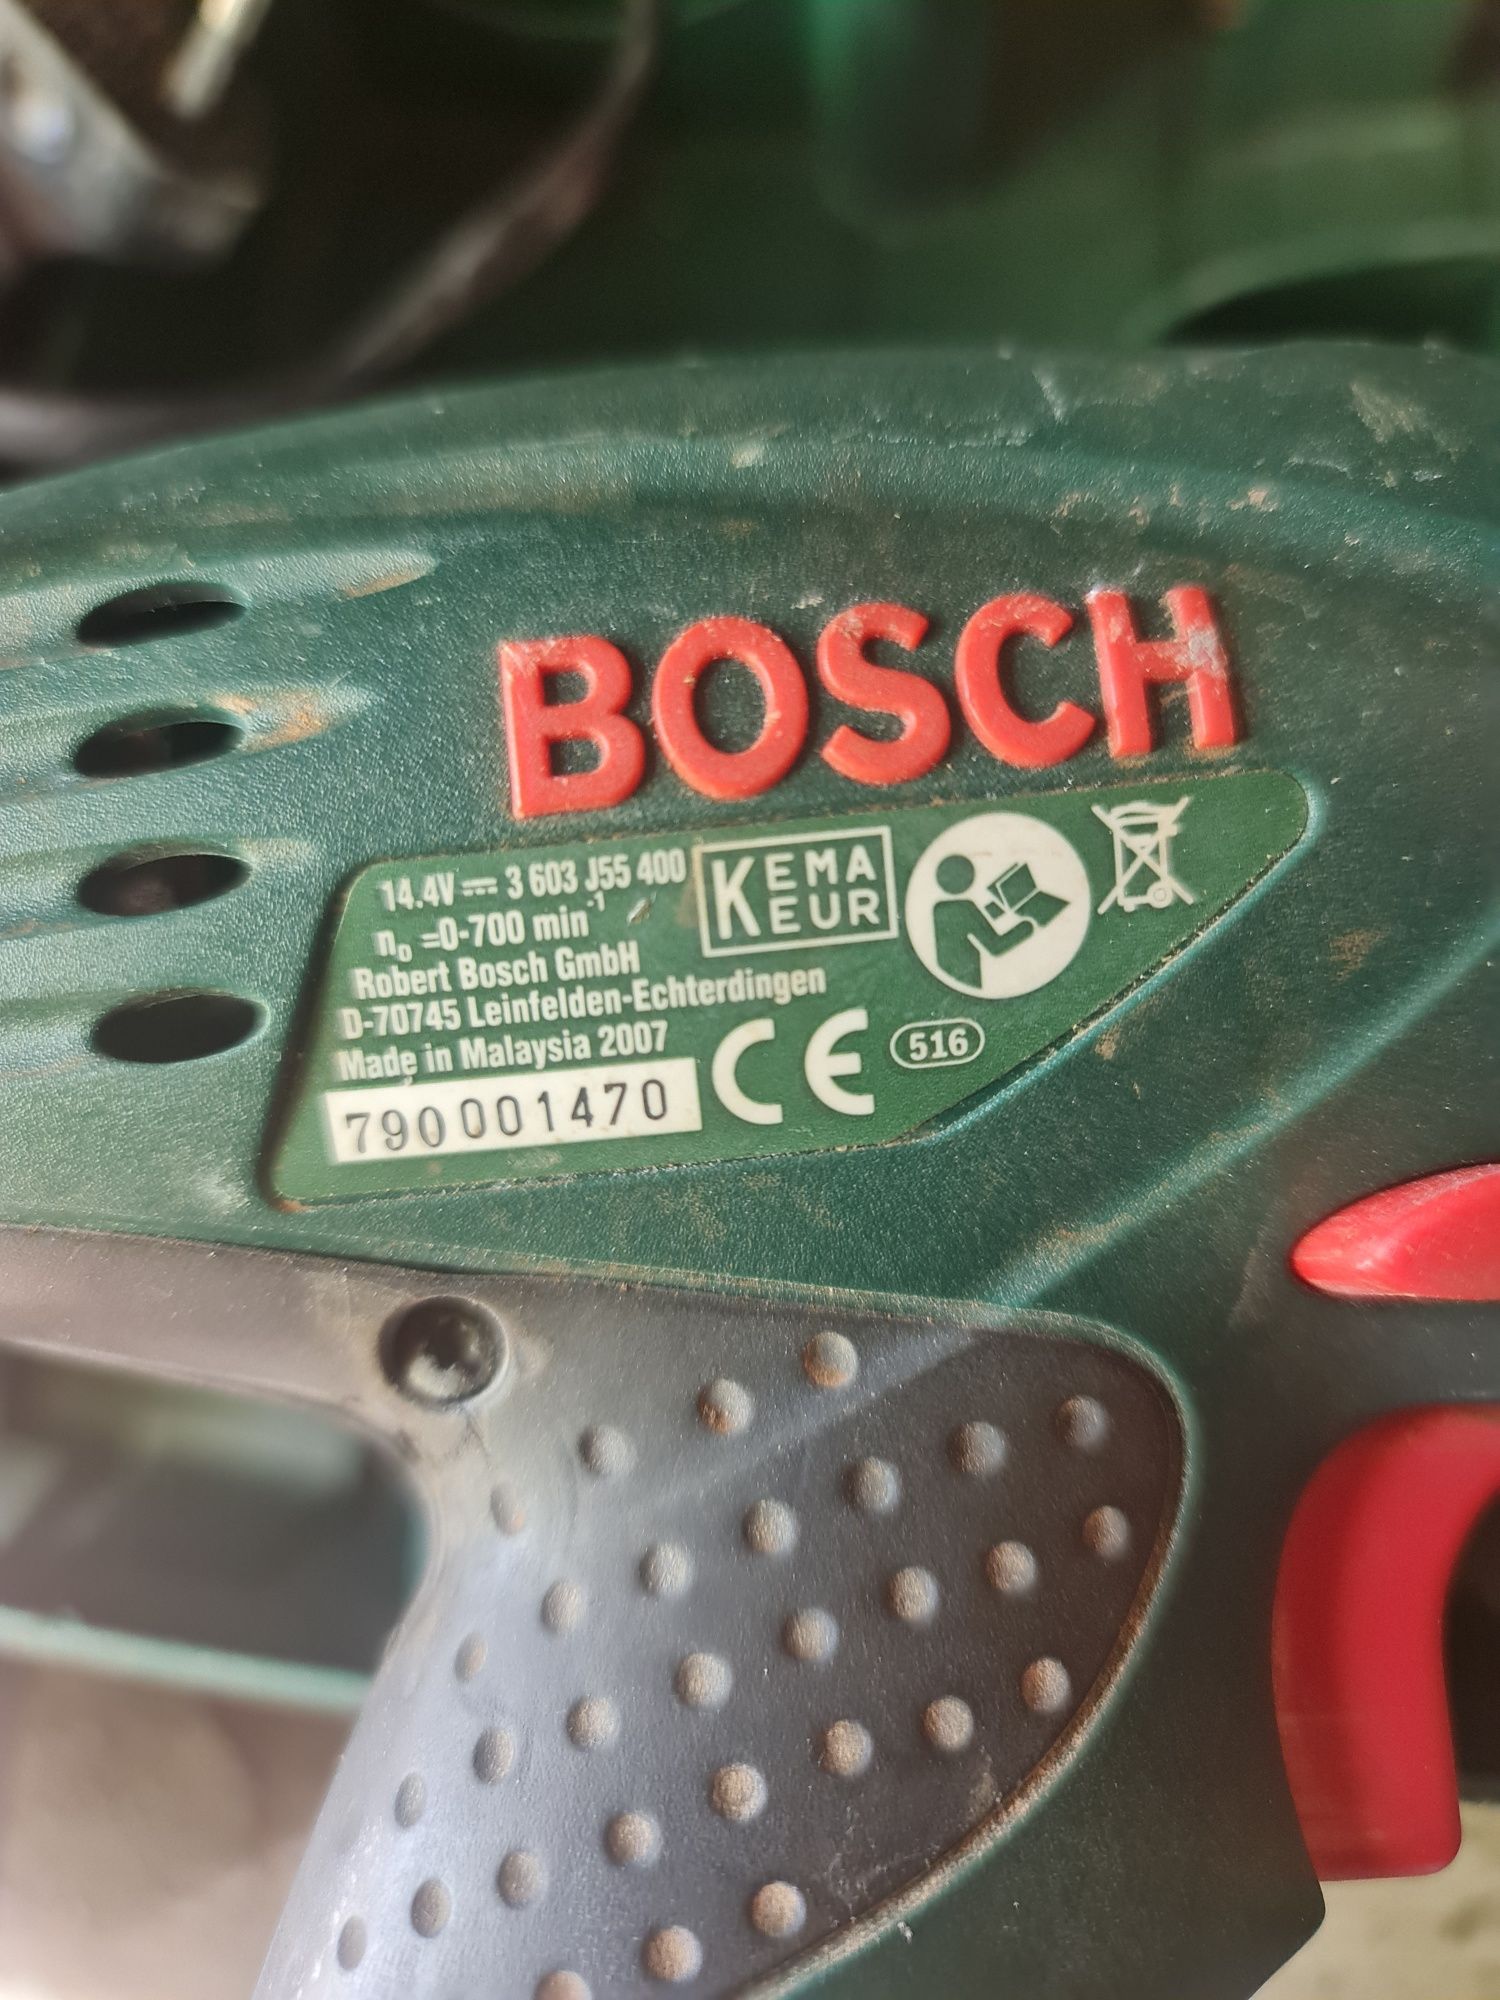 BOSCH
14.4V ⎓ 3 603 J55 400
n₀ =0-700 min⁻¹
KEMA
EUR
Robert Bosch GmbH
D-70745 Leinfelden-Echterdingen
Made in Malaysia 2007
790001470
CE
516